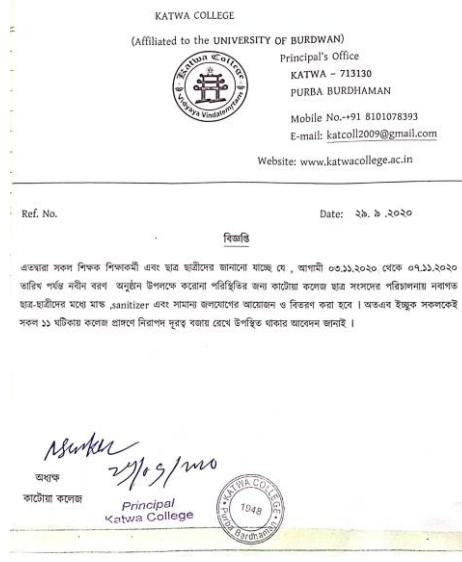 KATWA COLLEGE
(Affiliated to the UNIVERSITY OF BURDWAN)
Katwa College
Principal's Office
KATWA – 713130
PURBA BURDHAMAN
Mobile No.-+91 8101078393
E-mail: katcoll2009@gmail.com
Website: www.katwacollege.ac.in
Ref. No.
Date: ২৯. ৯ .২০২০
বিজ্ঞপ্তি
এতদ্বারা সকল শিক্ষক শিক্ষাকর্মী এবং ছাত্র ছাত্রীদের জানানো যাচ্ছে যে , আগামী ০৩.১১.২০২০ থেকে ০৭.১১.২০২০
তারিখ পর্যন্ত নবীন বরণ অনুষ্ঠান উপলক্ষে করোনা পরিস্থিতির জন্য কাটোয়া কলেজ ছাত্র সংসদের পরিচালনায় নবাগত
ছাত্র-ছাত্রীদের মধ্যে মাস্ক ,sanitizer এবং সামান্য জলযোগের আয়োজন ও বিতরণ করা হবে । অতএব ইচ্ছুক সকলকেই
সকল ১১ ঘটিকায় কলেজ প্রাঙ্গণে নিরাপদ দূরত্ব বজায় রেখে উপস্থিত থাকার আবেদন জানাই ।
অধ্যক্ষ
কাটোয়া কলেজ
Principal
Katwa College
KATWA COLLEGE
1948
Purba Bardhaman